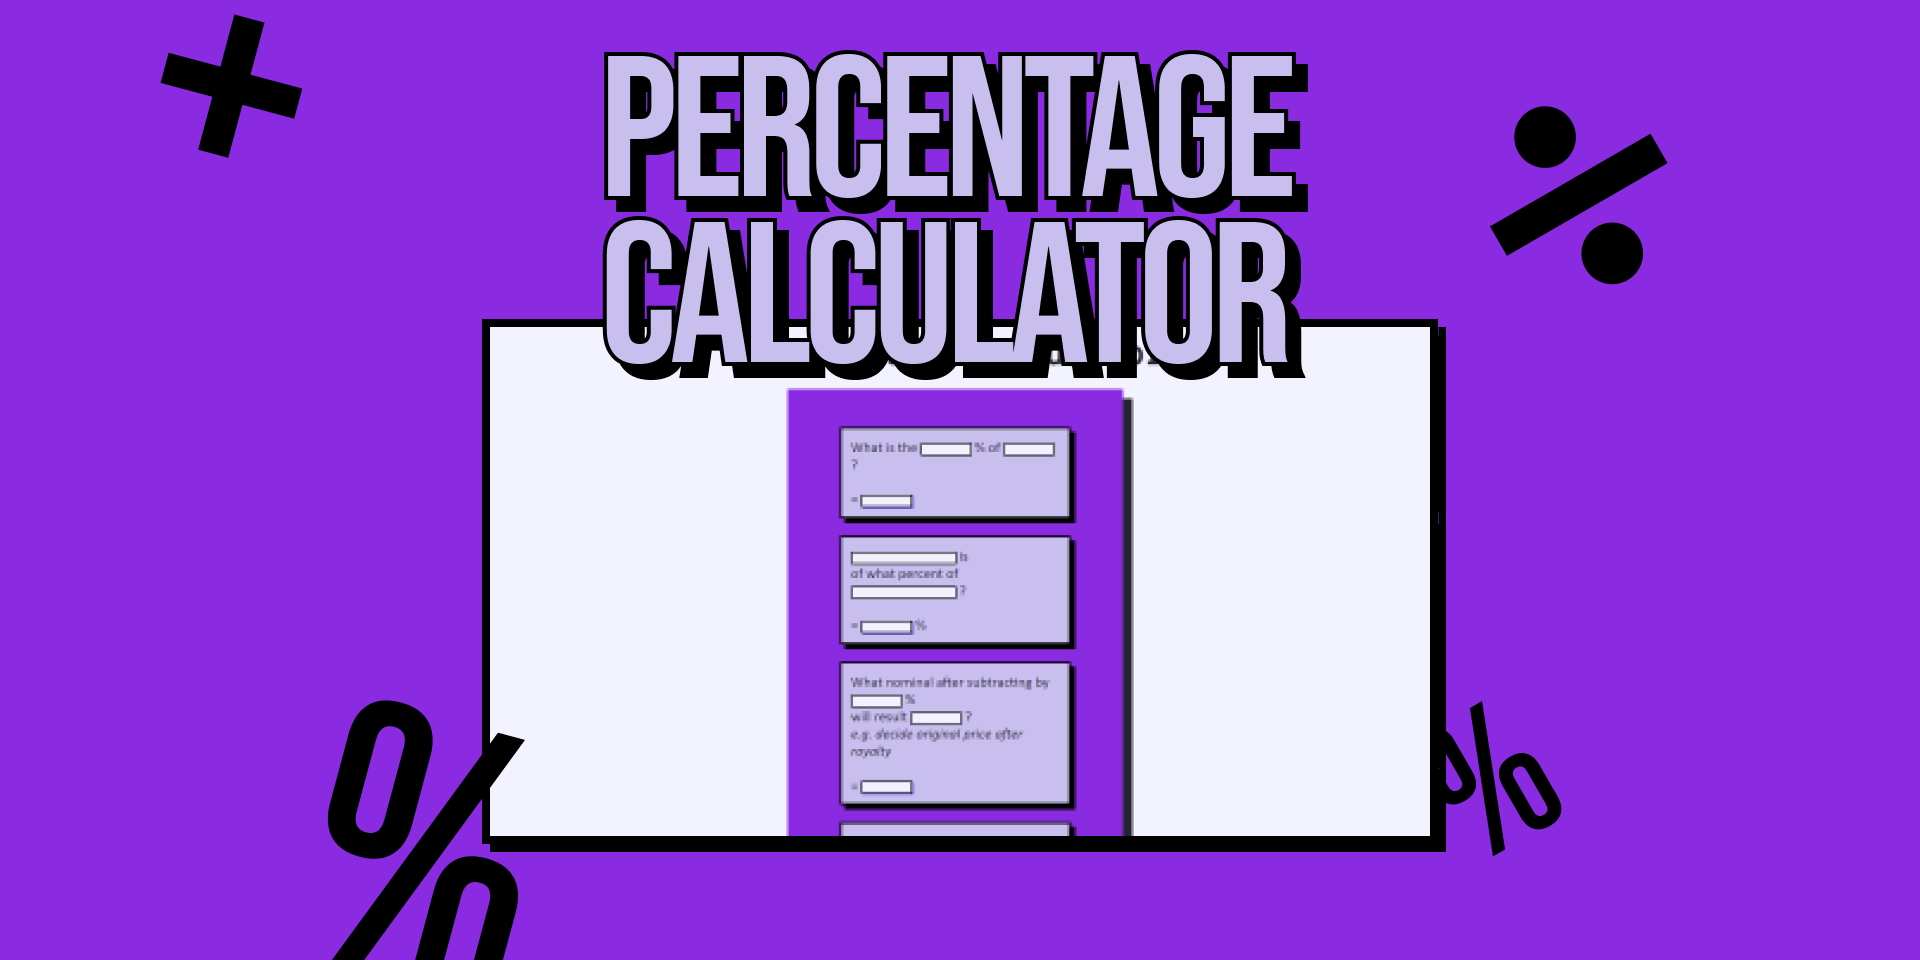 PERCENTAGE
CALCULATOR
What is the % of
?
=
is
of what percent of
?
= %
What nominal after subtracting by
%
will result ?
e.g. decide original price after
royalty
=